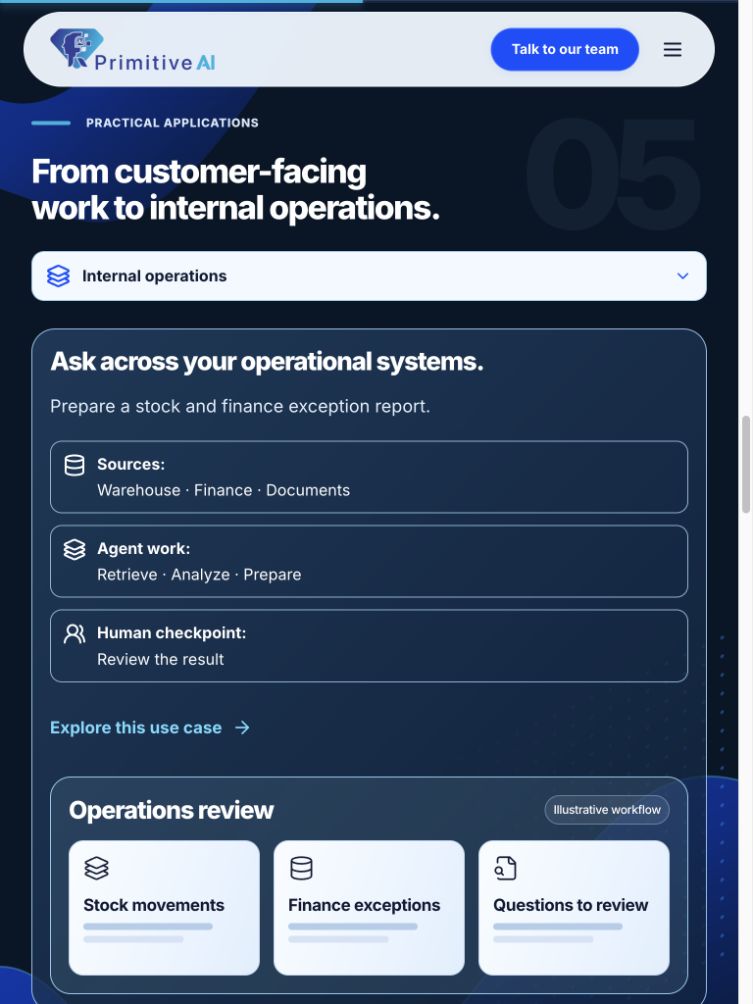 Primitive AI
Talk to our team
PRACTICAL APPLICATIONS
05
From customer-facing
work to internal operations.
Internal operations
Ask across your operational systems.
Prepare a stock and finance exception report.
Sources:
Warehouse · Finance · Documents
Agent work:
Retrieve · Analyze · Prepare
Human checkpoint:
Review the result
Explore this use case
Operations review
Illustrative workflow
Stock movements
Finance exceptions
Questions to review